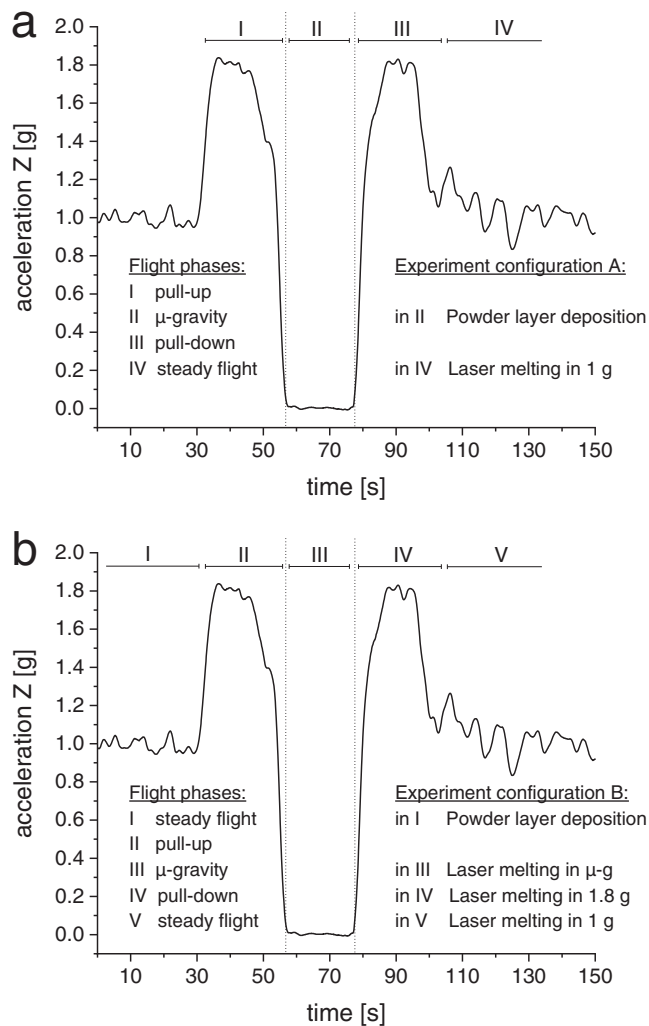 a
I II III IV
2.0
1.8
1.6
1.4
1.2
1.0
0.8
0.6
0.4
0.2
0.0
acceleration Z [g]
Flight phases:
I pull-up
II μ-gravity
III pull-down
IV steady flight
Experiment configuration A:
in II Powder layer deposition
in IV Laser melting in 1 g
10 30 50 70 90 110 130 150
time [s]
b
I II III IV V
2.0
1.8
1.6
1.4
1.2
1.0
0.8
0.6
0.4
0.2
0.0
acceleration Z [g]
Flight phases:
I steady flight
II pull-up
III μ-gravity
IV pull-down
V steady flight
Experiment configuration B:
in I Powder layer deposition
in III Laser melting in μ-g
in IV Laser melting in 1.8 g
in V Laser melting in 1 g
10 30 50 70 90 110 130 150
time [s]